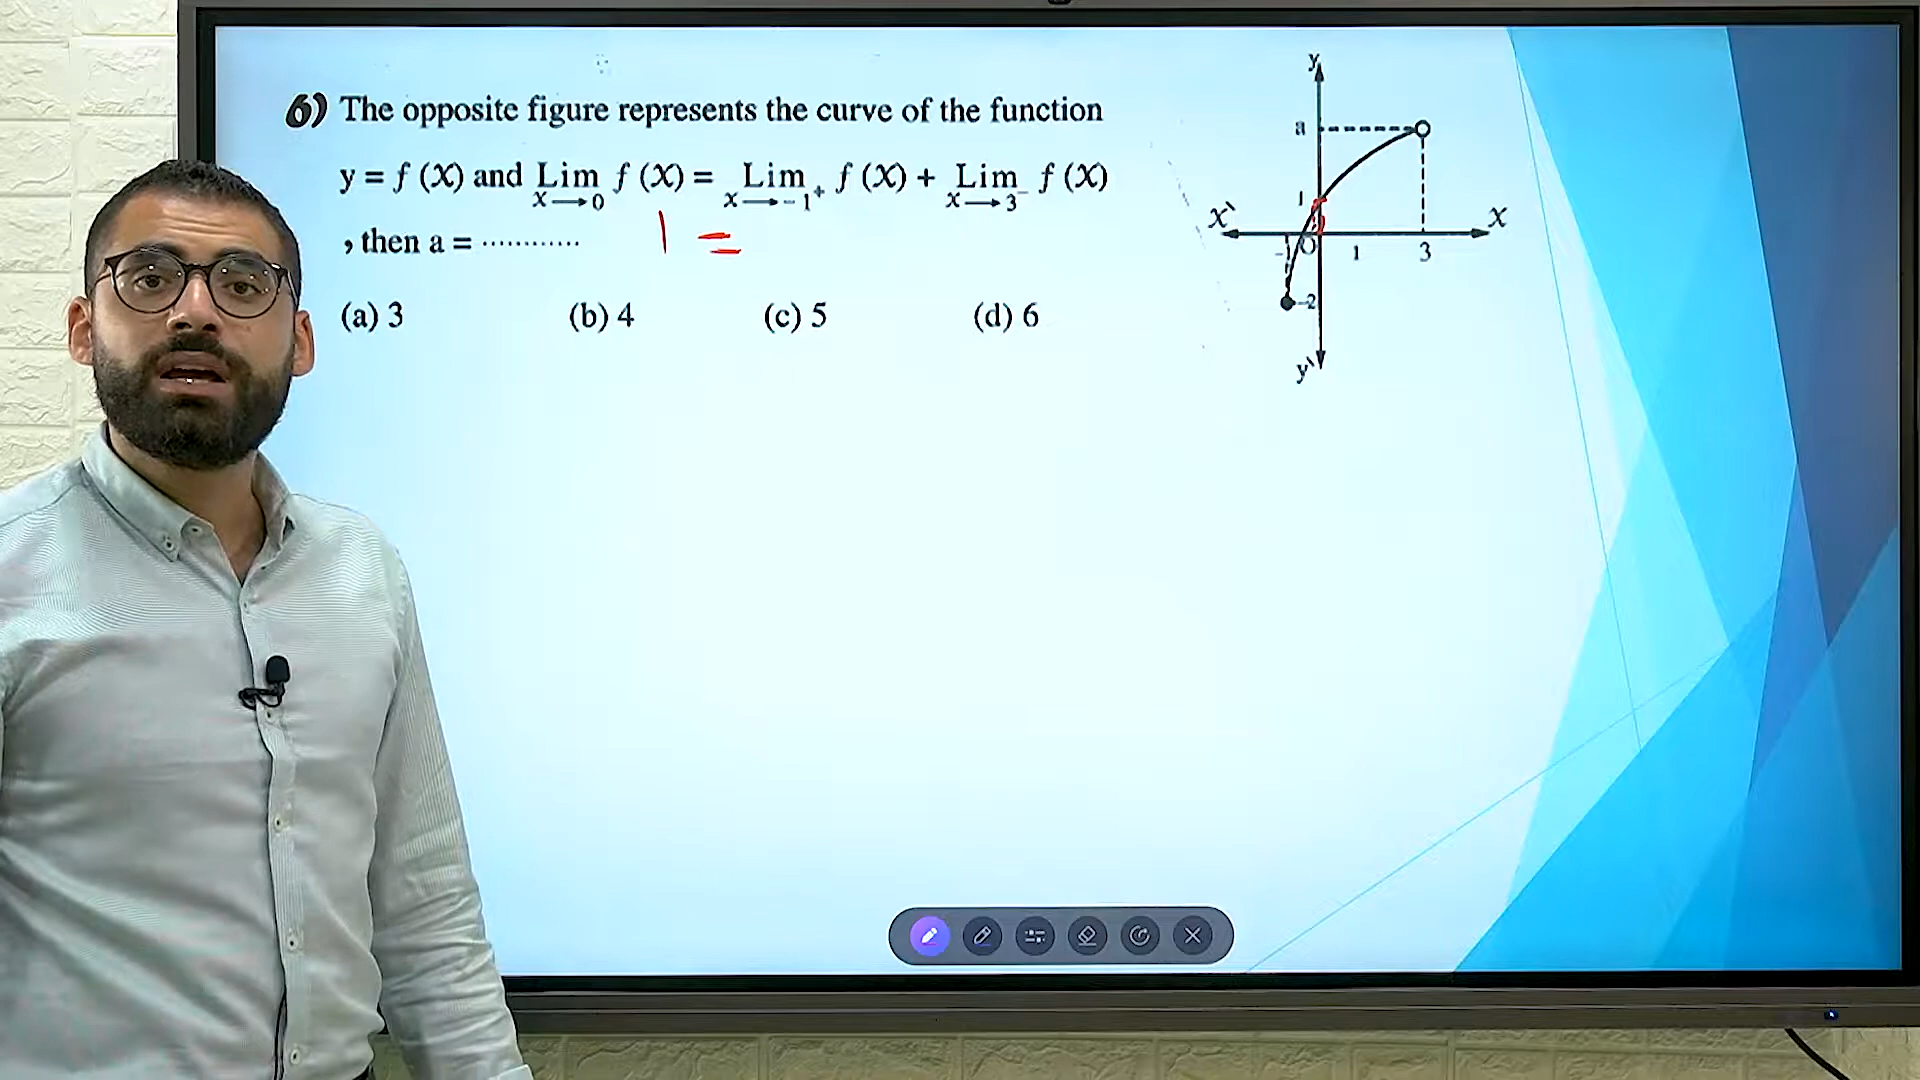 6) The opposite figure represents the curve of the function
y = f (X) and Lim f (X) = Lim f (X) + Lim f (X)
X→0 X→-1⁺ X→3⁻
, then a = ............
1 =
(a) 3 (b) 4 (c) 5 (d) 6
y
a
1
X` X
-1 O 1 3
-2
y`